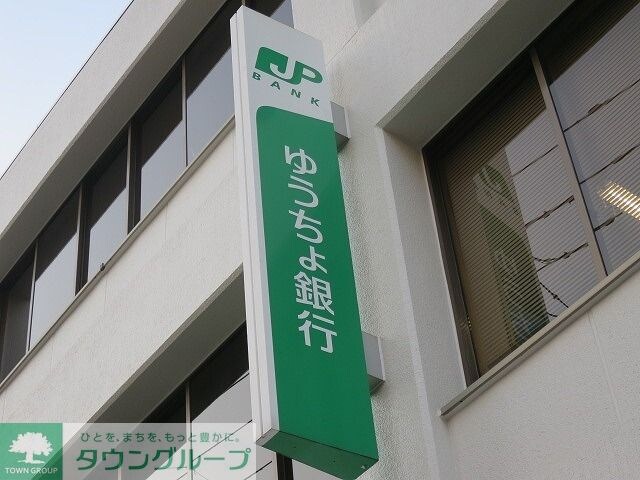 JP
BANK
ゆうちょ銀行
ひとを、まちを、もっと豊かに。
タウングループ
TOWN GROUP